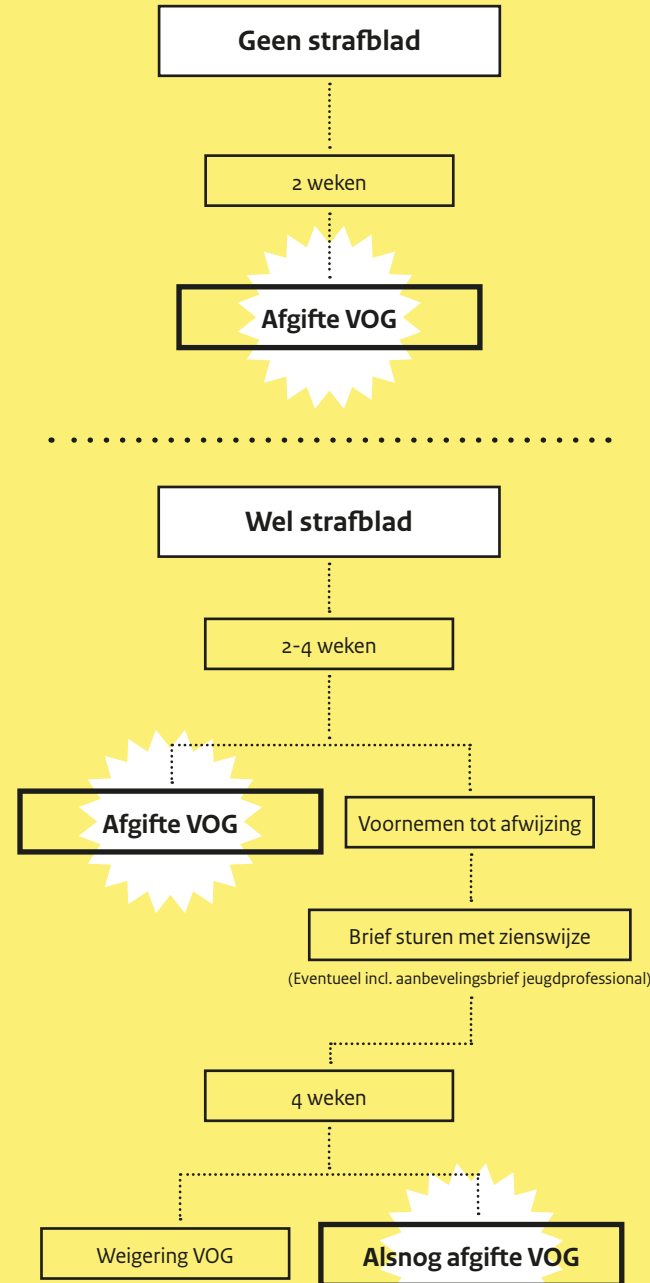 Geen strafblad
2 weken
Afgifte VOG
Wel strafblad
2-4 weken
Afgifte VOG
Voornemen tot afwijzing
Brief sturen met zienswijze
(Eventueel incl. aanbevelingsbrief jeugdprofessional)
4 weken
Weigering VOG
Alsnog afgifte VOG